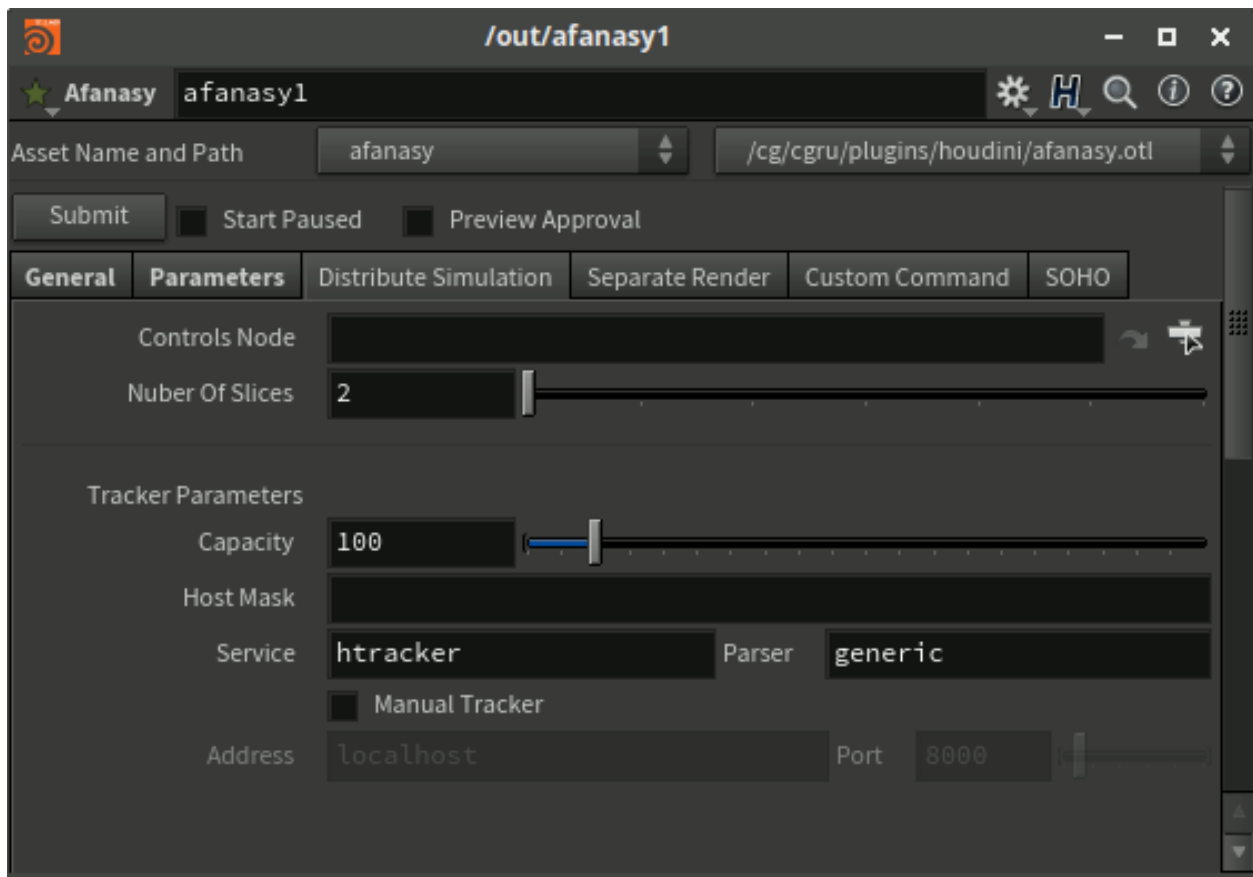 /out/afanasy1
Afanasy afanasy1
Asset Name and Path afanasy /cg/cgru/plugins/houdini/afanasy.otl
Submit Start Paused Preview Approval
General Parameters Distribute Simulation Separate Render Custom Command SOHO
Controls Node
Nuber Of Slices 2
Tracker Parameters
Capacity 100
Host Mask
Service htracker Parser generic
Manual Tracker
Address localhost Port 8000